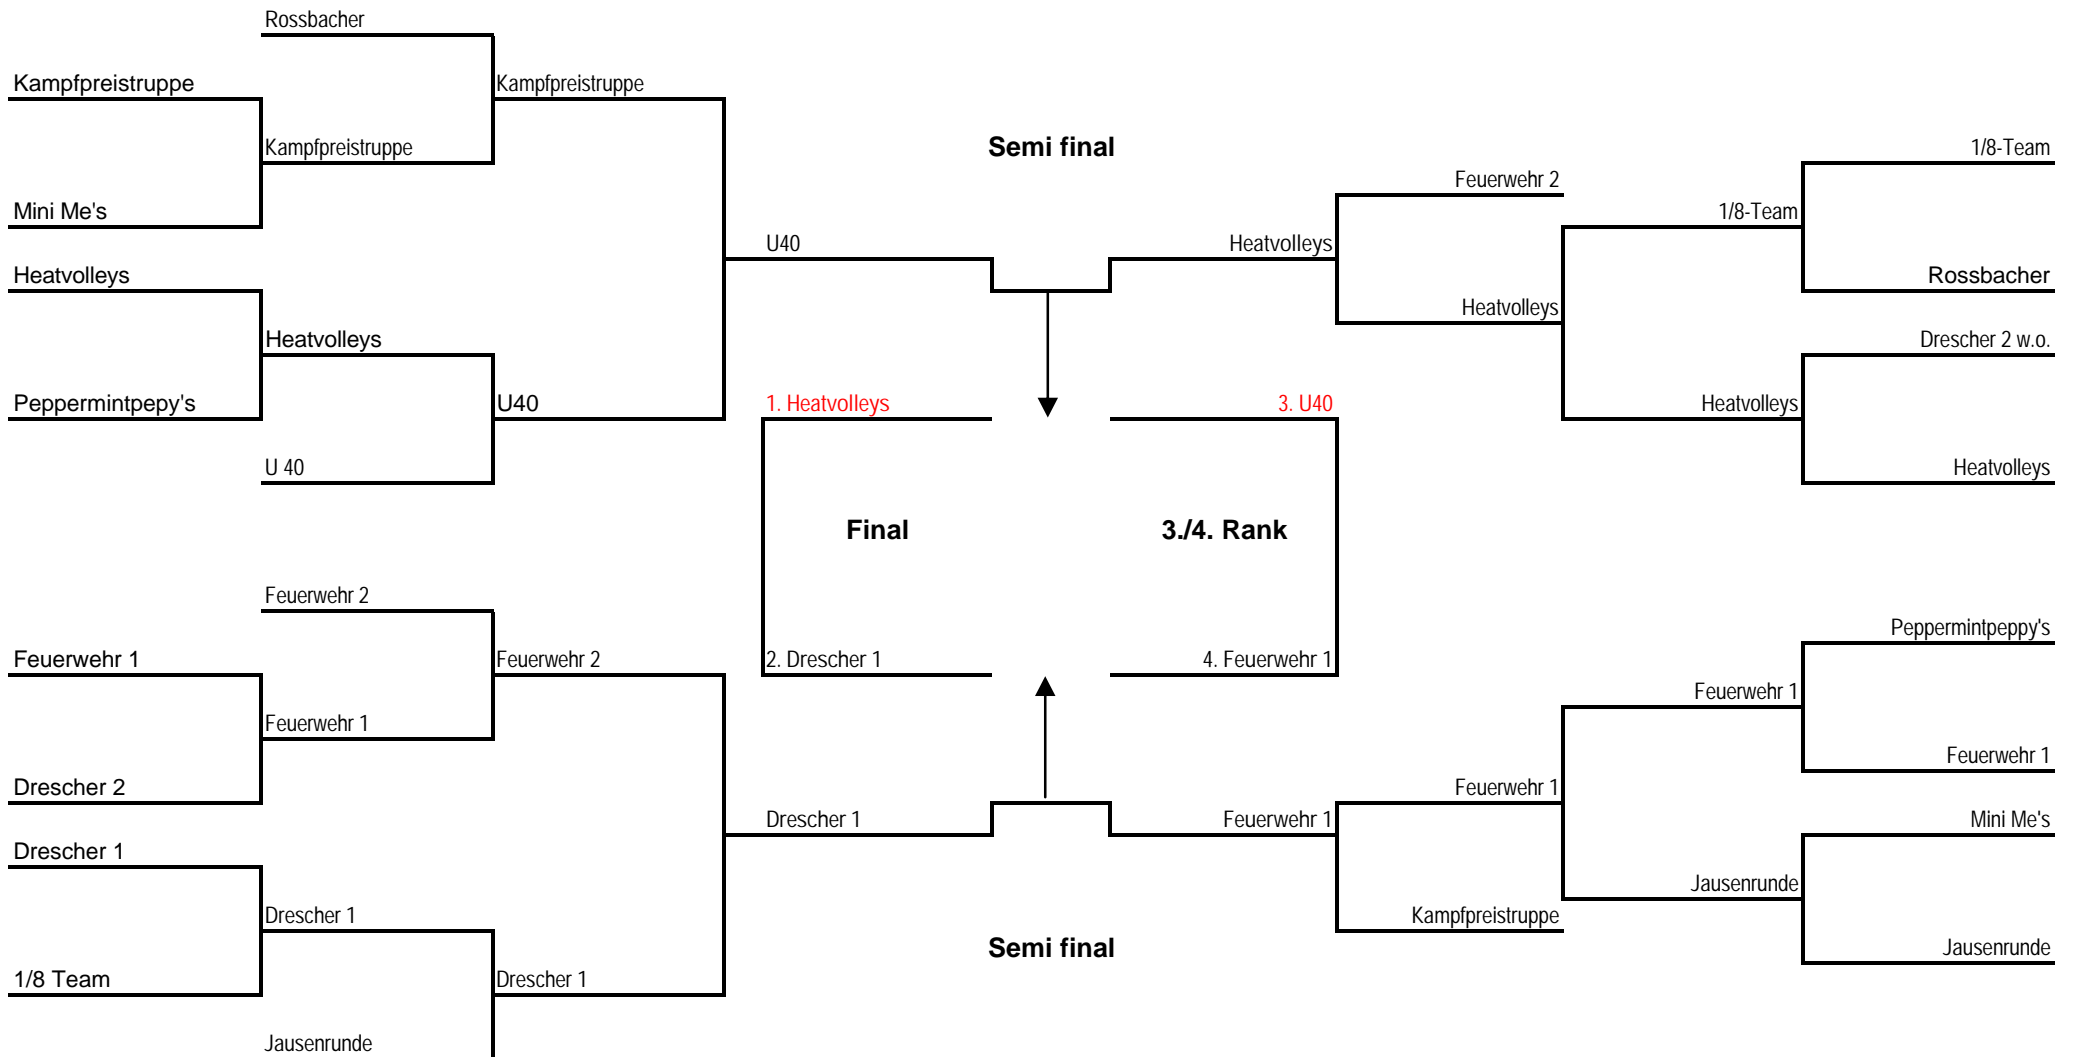 Rossbacher
Kampfpreistruppe
Kampfpreistruppe
Kampfpreistruppe
Semi final
1/8-Team
Feuerwehr 2
Mini Me's
1/8-Team
U40
Heatvolleys
Heatvolleys
Rossbacher
Heatvolleys
Heatvolleys
Drescher 2 w.o.
Peppermintpepy's
U40
1. Heatvolleys
3. U40
Heatvolleys
U 40
Heatvolleys
Final
3./4. Rank
Feuerwehr 2
Peppermintpeppy's
Feuerwehr 1
Feuerwehr 2
2. Drescher 1
4. Feuerwehr 1
Feuerwehr 1
Feuerwehr 1
Feuerwehr 1
Drescher 2
Feuerwehr 1
Drescher 1
Feuerwehr 1
Mini Me's
Drescher 1
Jausenrunde
Drescher 1
Kampfpreistruppe
Semi final
Jausenrunde
1/8 Team
Drescher 1
Jausenrunde